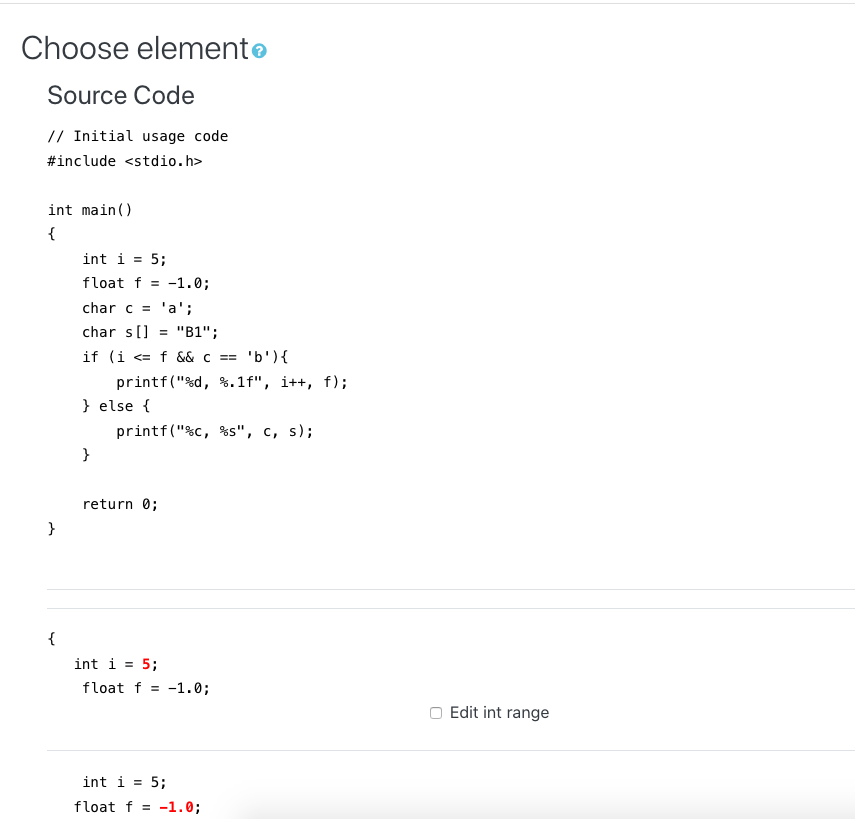 Choose element?
Source Code
// Initial usage code
#include <stdio.h>
int main()
{
    int i = 5;
    float f = -1.0;
    char c = 'a';
    char s[] = "B1";
    if (i <= f && c == 'b'){
        printf("%d, %.1f", i++, f);
    } else {
        printf("%c, %s", c, s);
    }
    return 0;
}
{
   int i = 5;
    float f = -1.0;
Edit int range
    int i = 5;
   float f = -1.0;